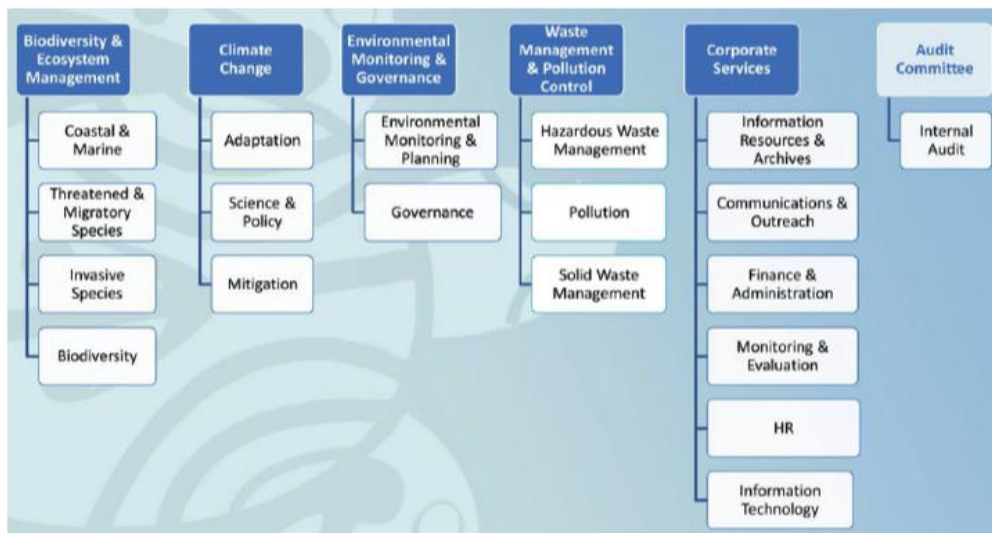 Biodiversity &
Ecosystem
Management
Coastal &
Marine
Threatened &
Migratory
Species
Invasive
Species
Biodiversity
Climate
Change
Adaptation
Science &
Policy
Mitigation
Environmental
Monitoring &
Governance
Environmental
Monitoring &
Planning
Governance
Waste
Management
& Pollution
Control
Hazardous Waste
Management
Pollution
Solid Waste
Management
Corporate
Services
Information
Resources &
Archives
Communications &
Outreach
Finance &
Administration
Monitoring &
Evaluation
HR
Information
Technology
Audit
Committee
Internal
Audit